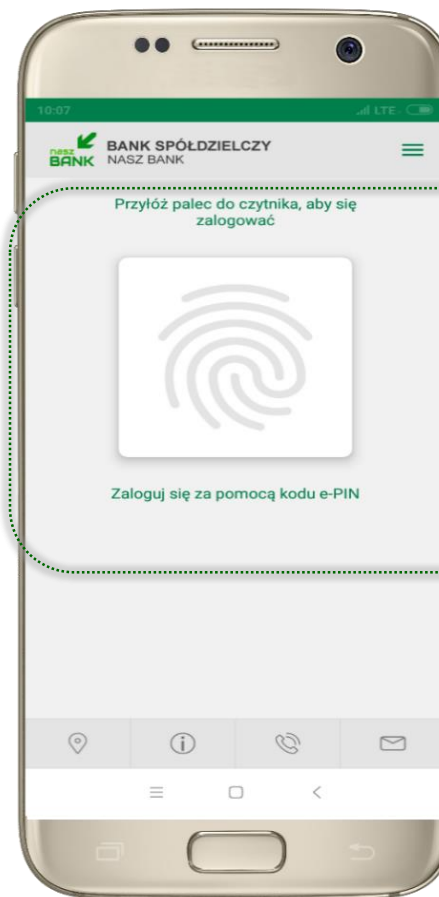 10:07 LTE
nasz
BANK
BANK SPÓŁDZIELCZY
NASZ BANK
Przyłóż palec do czytnika, aby się
zalogować
Zaloguj się za pomocą kodu e-PIN